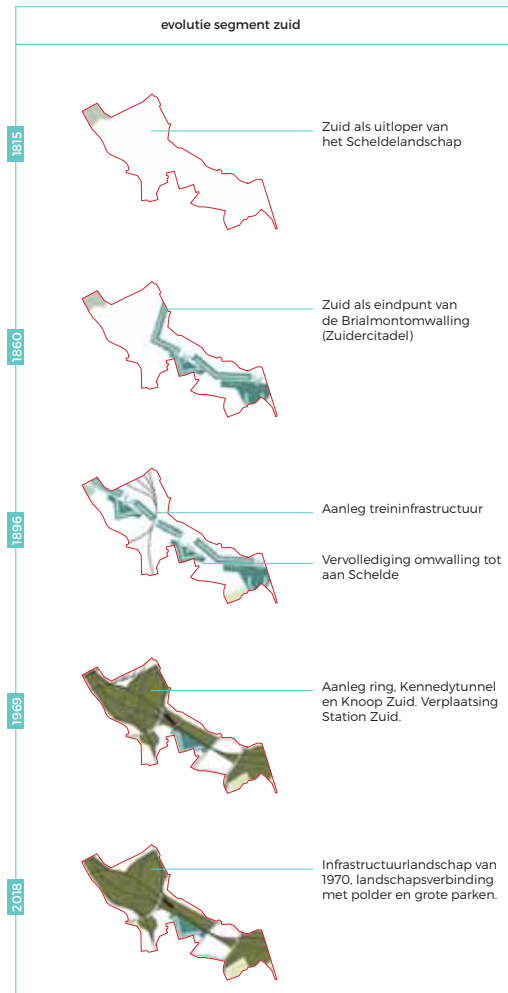 evolutie segment zuid
1815
Zuid als uitloper van
het Scheldelandschap
1860
Zuid als eindpunt van
de Brialmontomwalling
(Zuidercitadel)
1896
Aanleg treininfrastructuur
Vervollediging omwalling tot
aan Schelde
1969
Aanleg ring, Kennedytunnel
en Knoop Zuid. Verplaatsing
Station Zuid.
2018
Infrastructuurlandschap van
1970, landschapsverbinding
met polder en grote parken.